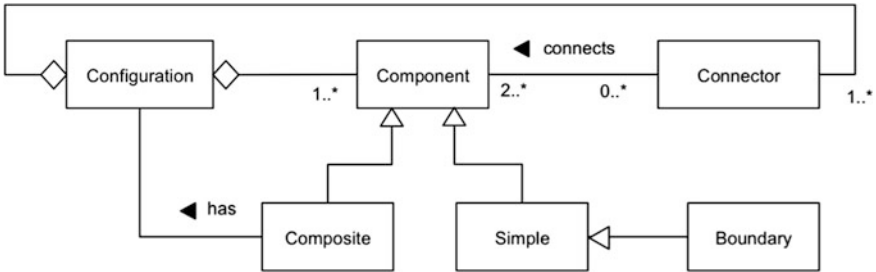 ◀ connects
Configuration
Component
Connector
1..*
2..*
0..*
1..*
◀ has
Composite
Simple
Boundary